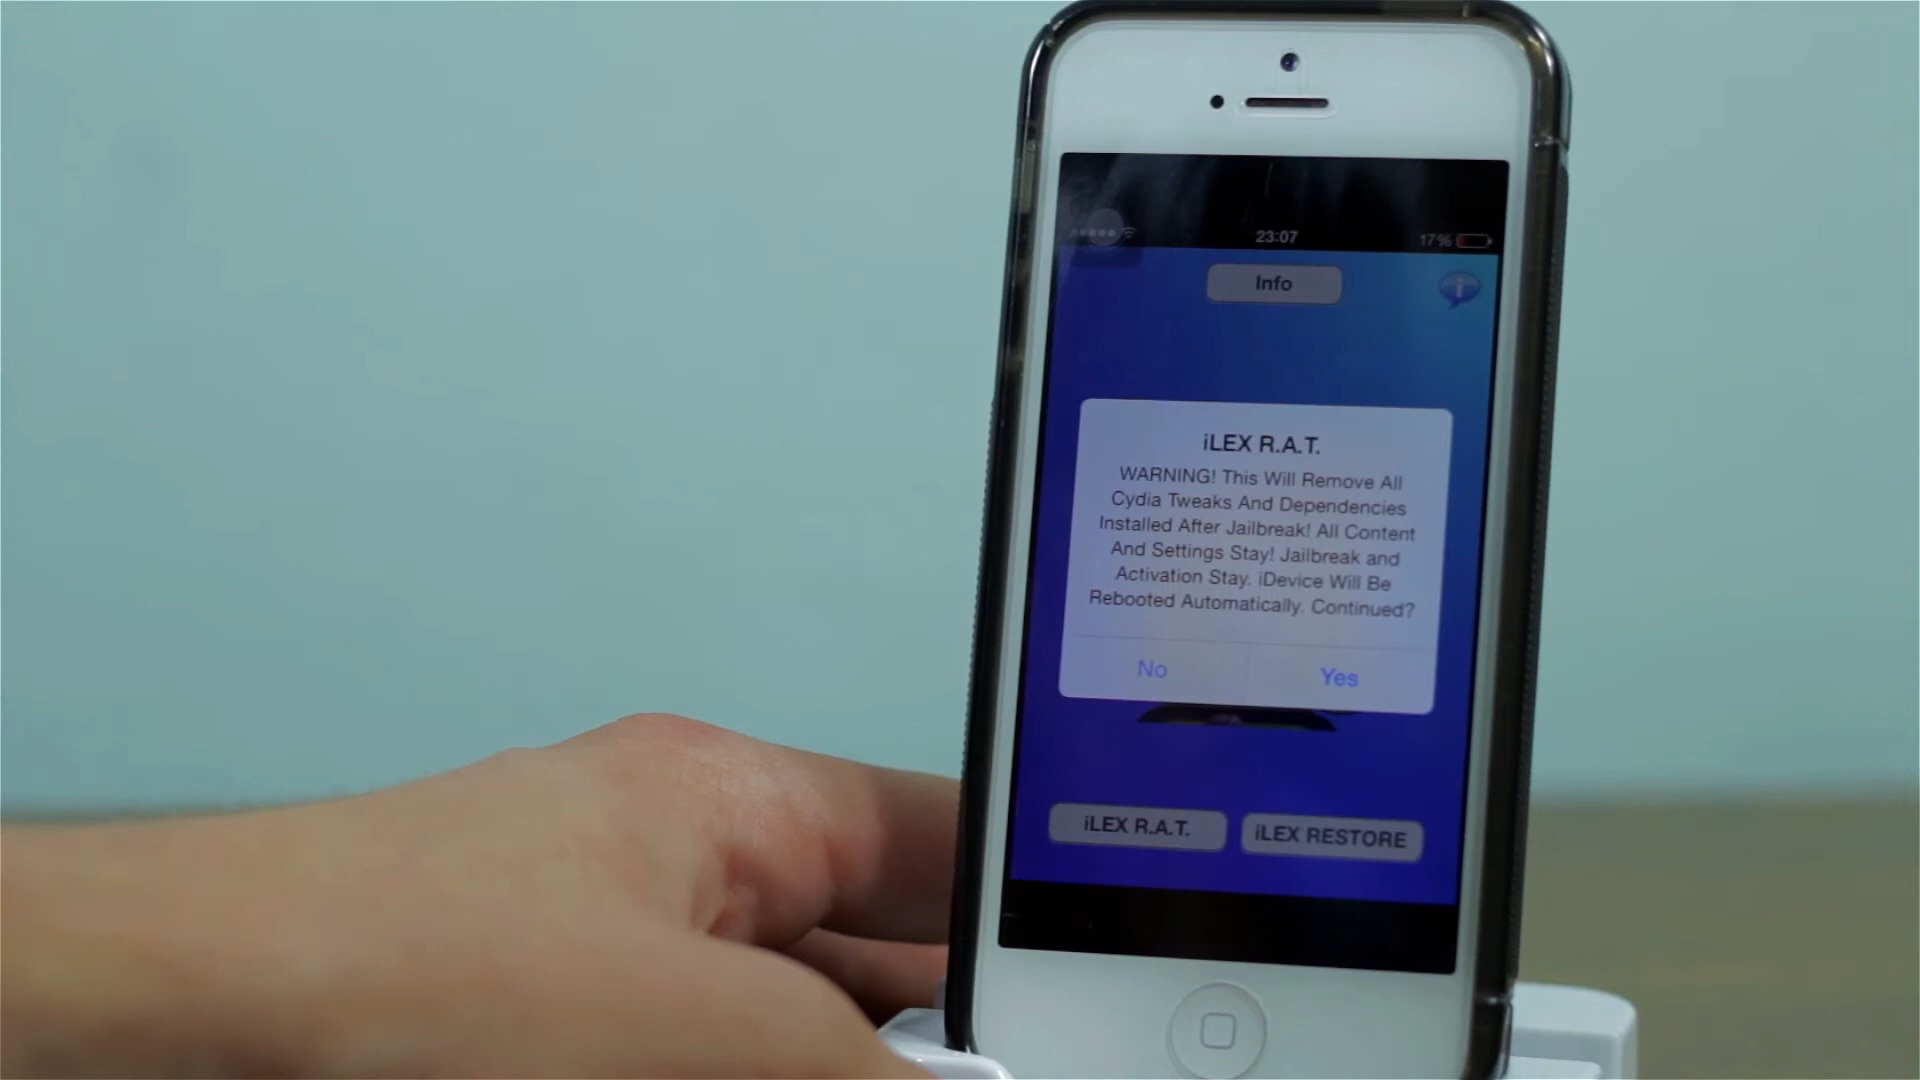 23:07
17%
Info
iLEX R.A.T.
WARNING! This Will Remove All
Cydia Tweaks And Dependencies
Installed After Jailbreak! All Content
And Settings Stay! Jailbreak and
Activation Stay. iDevice Will Be
Rebooted Automatically. Continued?
No
Yes
iLEX R.A.T.
iLEX RESTORE